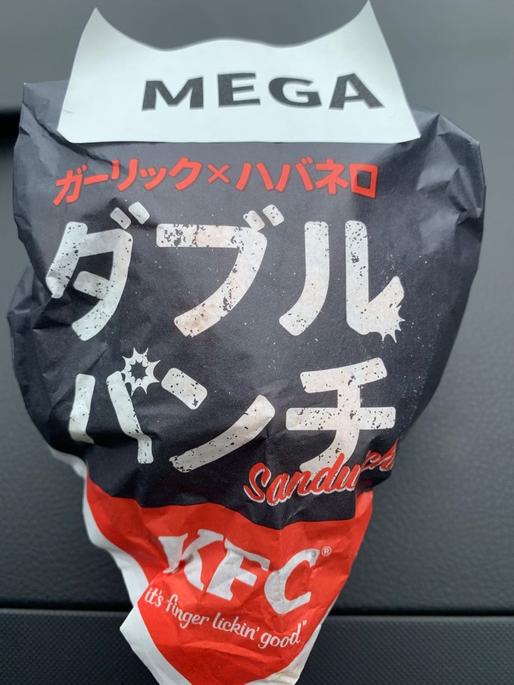 MEGA
ガーリック×ハバネロ
ダブル
パンチ
Sandwich
KFC®
it's finger lickin' good"